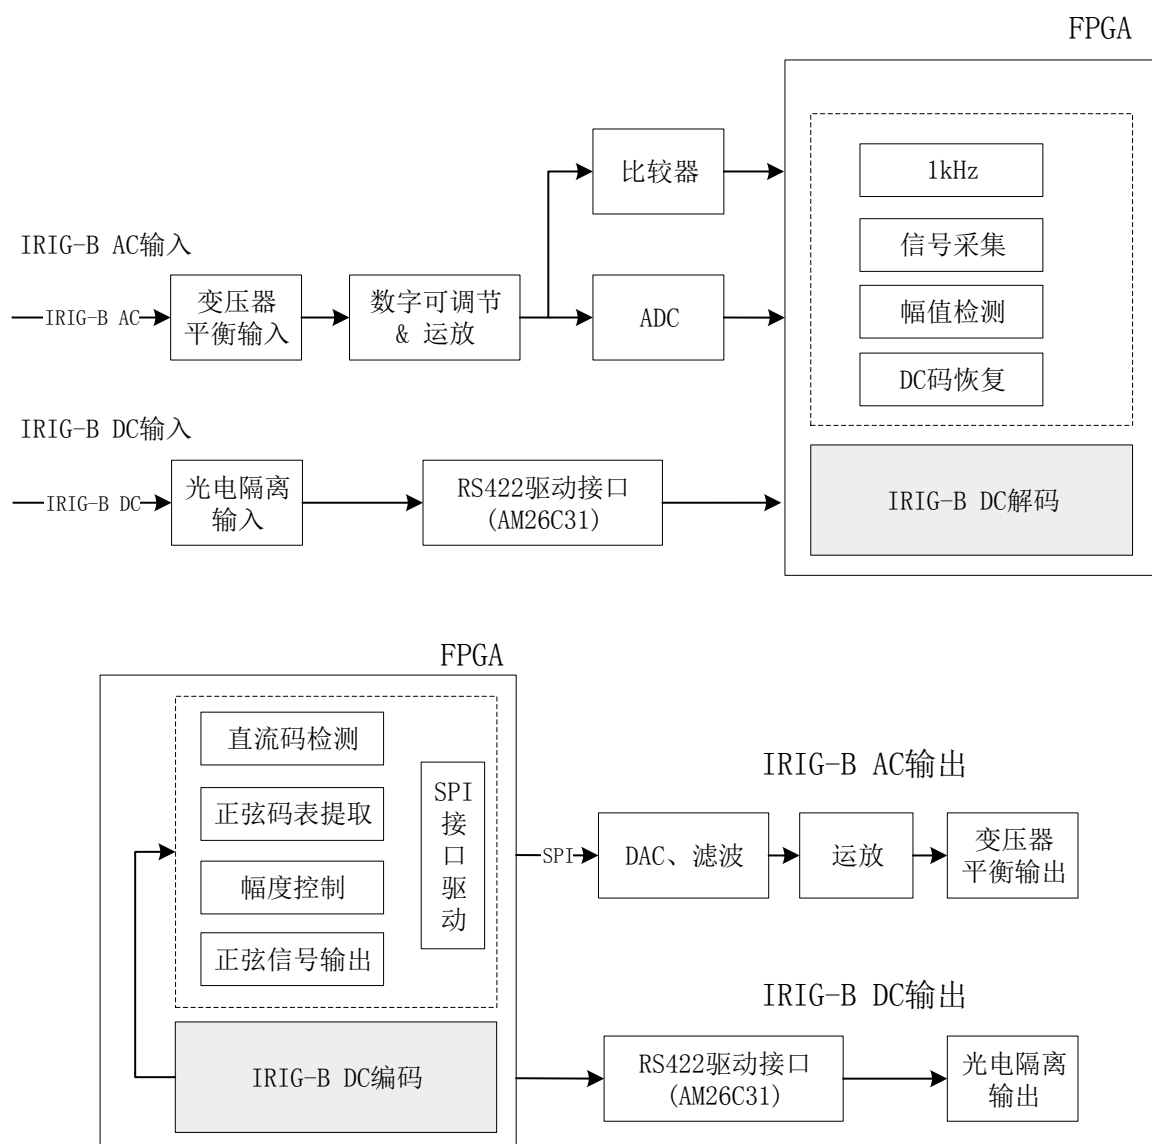 FPGA
比较器
1kHz
IRIG-B AC输入
信号采集
IRIG-B AC
变压器
平衡输入
数字可调节
& 运放
ADC
幅值检测
DC码恢复
IRIG-B DC输入
IRIG-B DC
光电隔离
输入
RS422驱动接口
(AM26C31)
IRIG-B DC解码
FPGA
直流码检测
正弦码表提取
幅度控制
正弦信号输出
SPI
接
口
驱
动
IRIG-B AC输出
SPI
DAC、滤波
运放
变压器
平衡输出
IRIG-B DC输出
IRIG-B DC编码
RS422驱动接口
(AM26C31)
光电隔离
输出